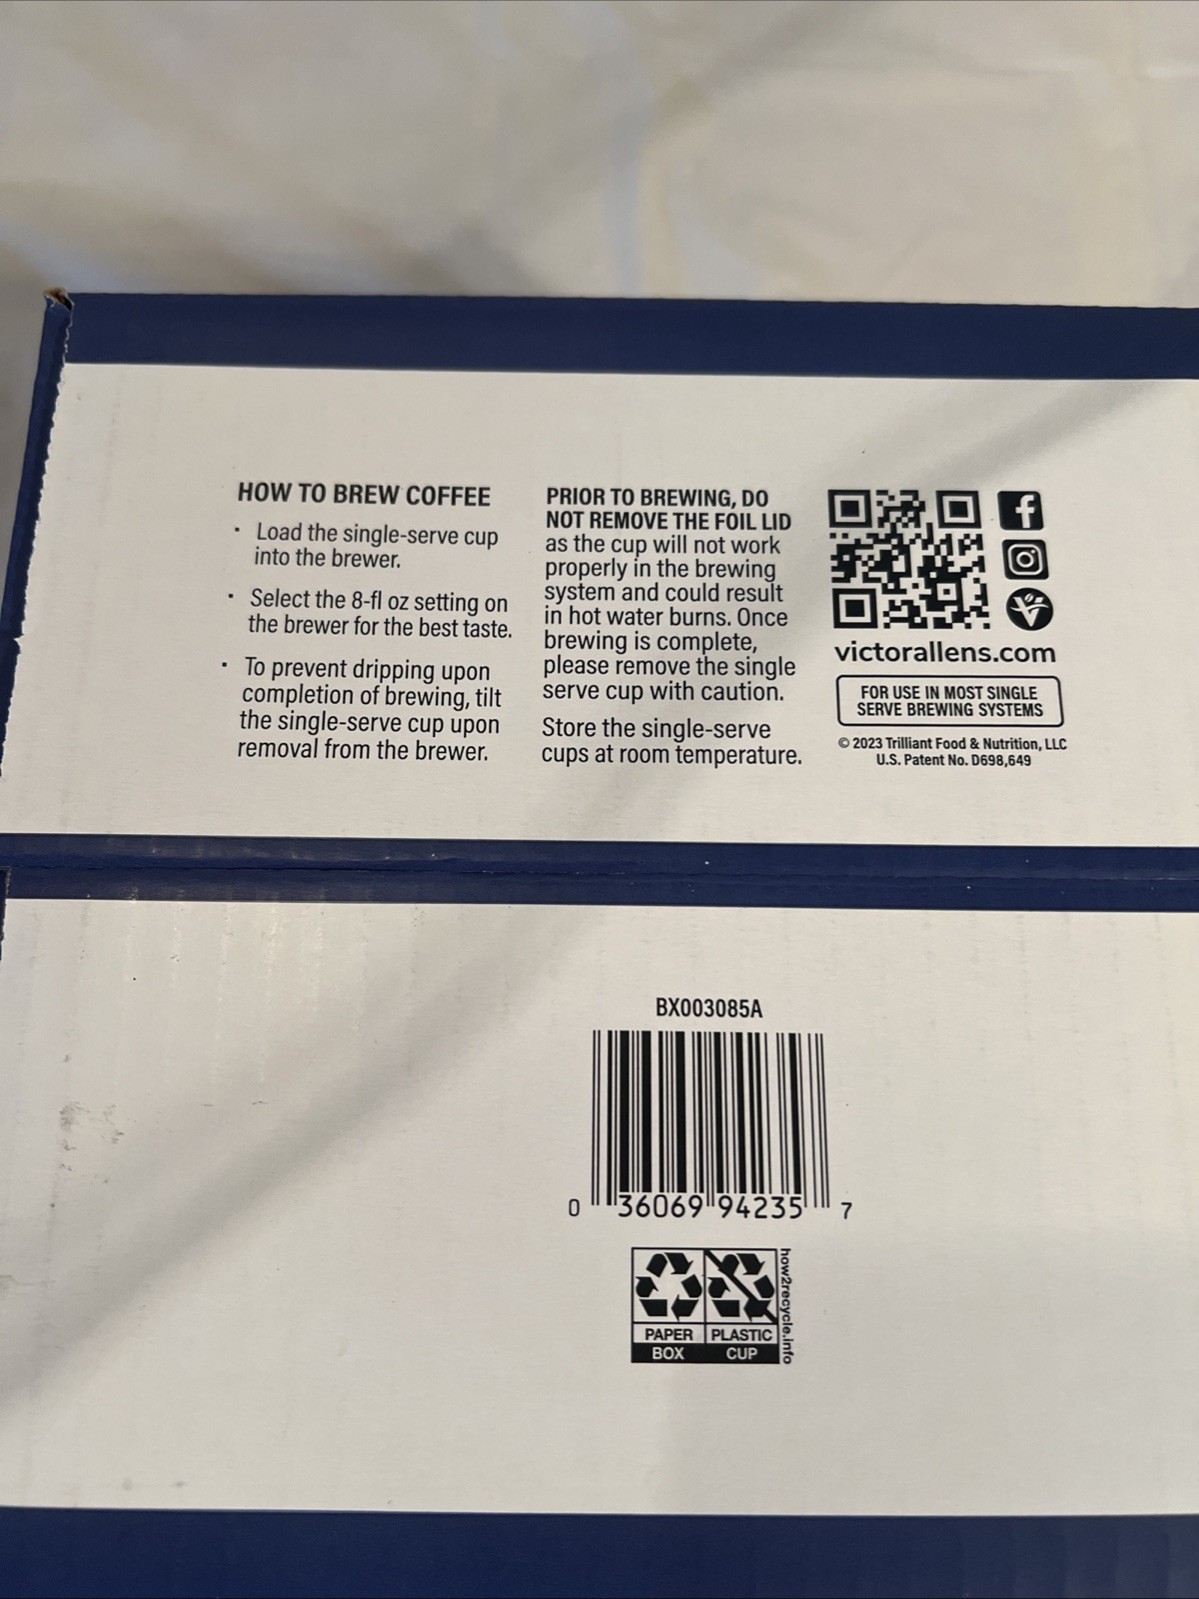 HOW TO BREW COFFEE
· Load the single-serve cup
into the brewer.
· Select the 8-fl oz setting on
the brewer for the best taste.
· To prevent dripping upon
completion of brewing, tilt
the single-serve cup upon
removal from the brewer.
PRIOR TO BREWING, DO
NOT REMOVE THE FOIL LID
as the cup will not work
properly in the brewing
system and could result
in hot water burns. Once
brewing is complete,
please remove the single
serve cup with caution.
Store the single-serve
cups at room temperature.
victorallens.com
FOR USE IN MOST SINGLE
SERVE BREWING SYSTEMS
© 2023 Trilliant Food & Nutrition, LLC
U.S. Patent No. D698,649
BX003085A
0 36069 94235 7
PAPER PLASTIC
BOX CUP
how2recycle.info